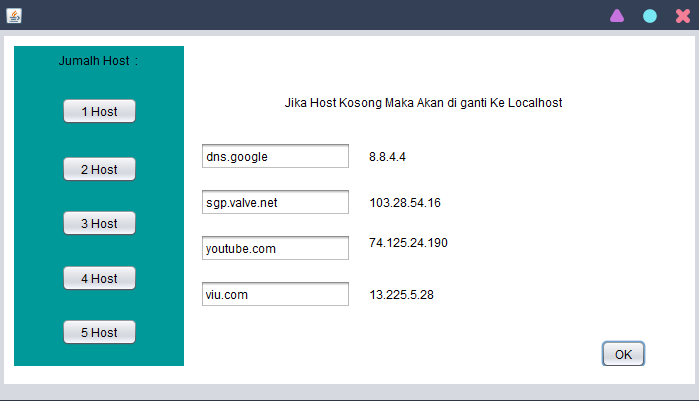 Jumalh Host :
1 Host
2 Host
3 Host
4 Host
5 Host
Jika Host Kosong Maka Akan di ganti Ke Localhost
dns.google 8.8.4.4
sgp.valve.net 103.28.54.16
youtube.com 74.125.24.190
viu.com 13.225.5.28
OK